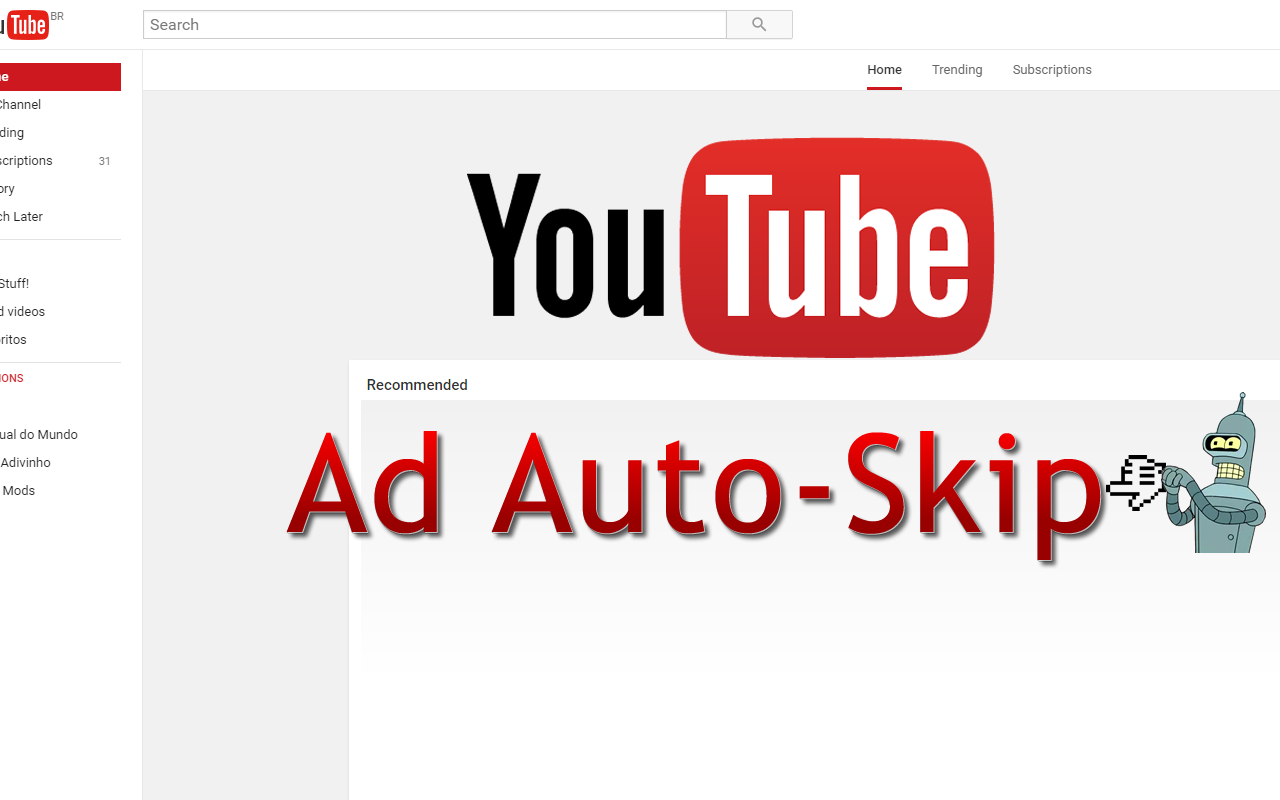 u Tube BR
Search
Home Trending Subscriptions
ne
Channel
ding
scriptions 31
ory
ch Later
Stuff!
d videos
oritos
IONS
ual do Mundo
Adivinho
Mods
YouTube
Recommended
Ad Auto-Skip